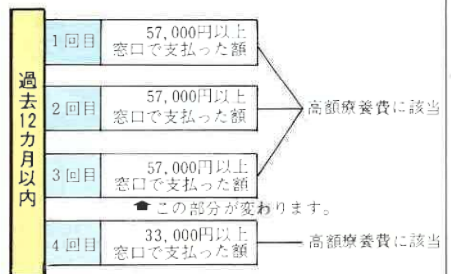 過去12カ月以内
1回目
57,000円以上
窓口で支払った額
2回目
57,000円以上
窓口で支払った額
高額療養費に該当
3回目
57,000円以上
窓口で支払った額
⬆この部分が変わります。
4回目
33,000円以上
窓口で支払った額
高額療養費に該当